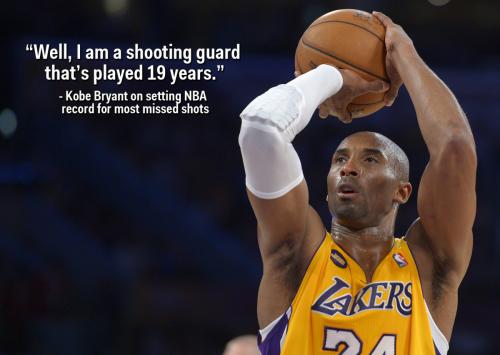 “Well, I am a shooting guard
that’s played 19 years.”
- Kobe Bryant on setting NBA
record for most missed shots
LAKERS
24